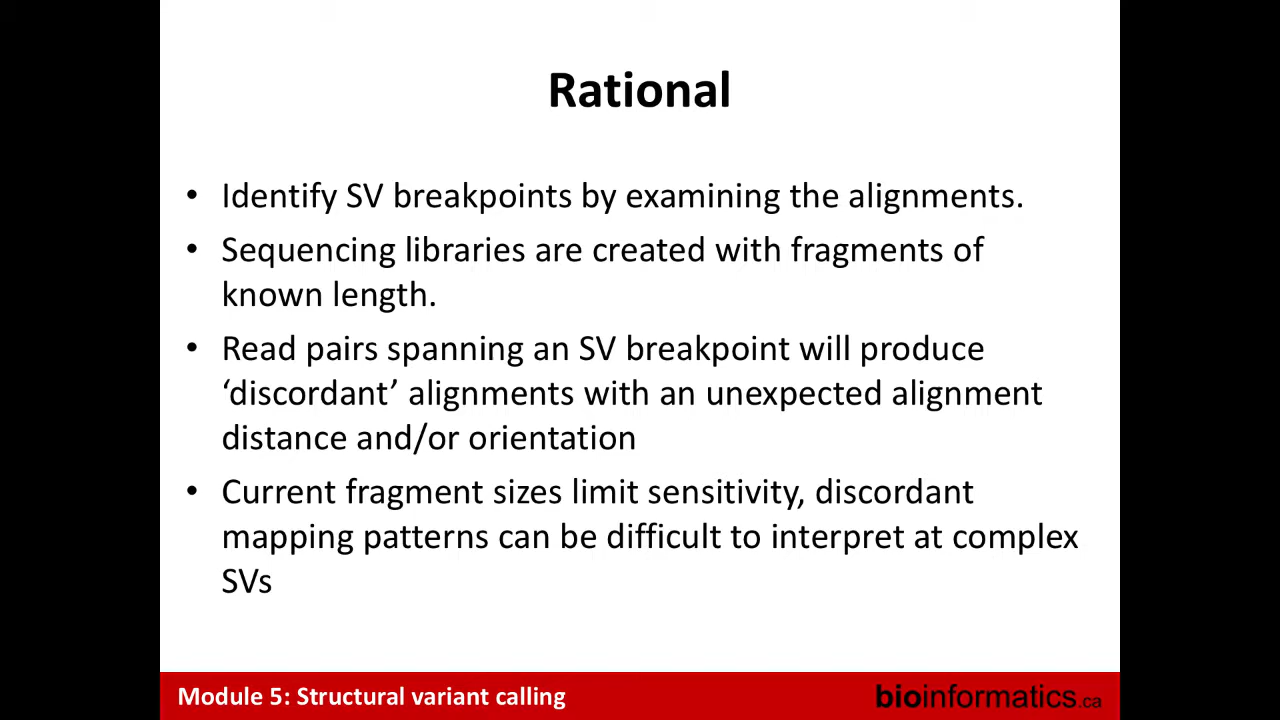 Rational
• Identify SV breakpoints by examining the alignments.
• Sequencing libraries are created with fragments of
known length.
• Read pairs spanning an SV breakpoint will produce
‘discordant’ alignments with an unexpected alignment
distance and/or orientation
• Current fragment sizes limit sensitivity, discordant
mapping patterns can be difficult to interpret at complex
SVs
Module 5: Structural variant calling
bioinformatics.ca